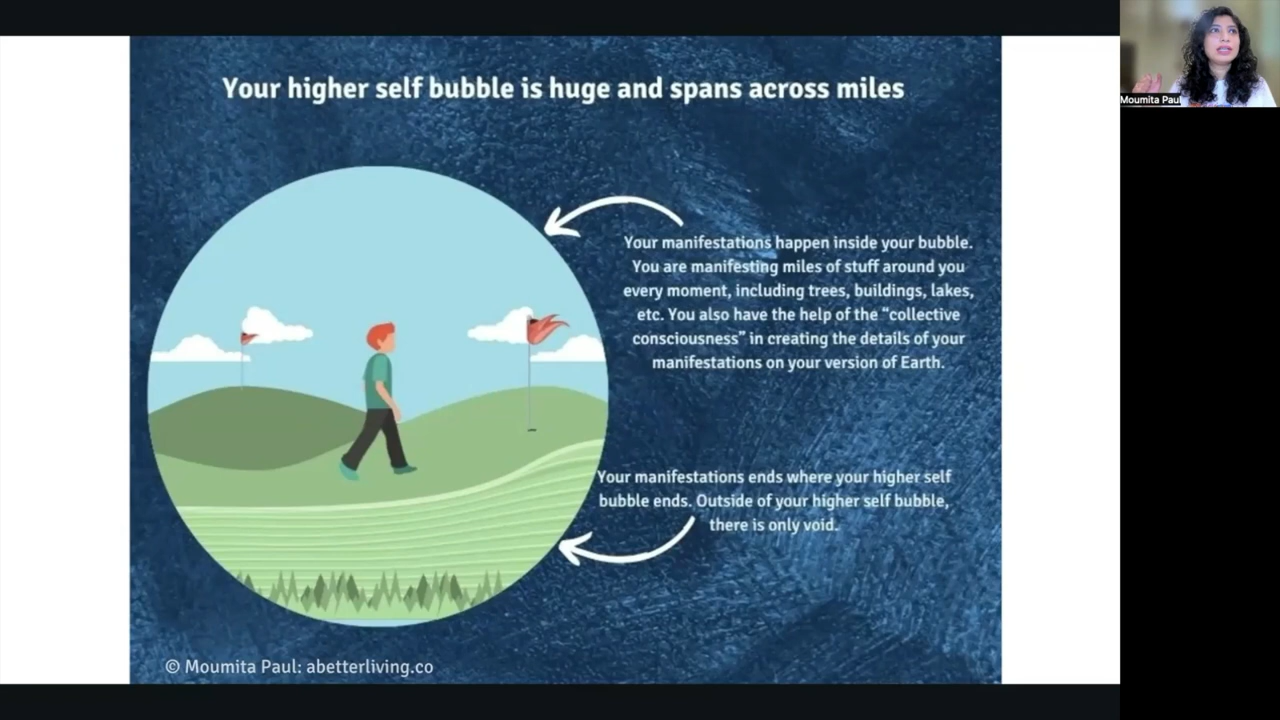 Your higher self bubble is huge and spans across miles
Your manifestations happen inside your bubble.
You are manifesting miles of stuff around you
every moment, including trees, buildings, lakes,
etc. You also have the help of the “collective
consciousness” in creating the details of your
manifestations on your version of Earth.
Your manifestations ends where your higher self
bubble ends. Outside of your higher self bubble,
there is only void.
© Moumita Paul: abetterliving.co
Moumita Paul